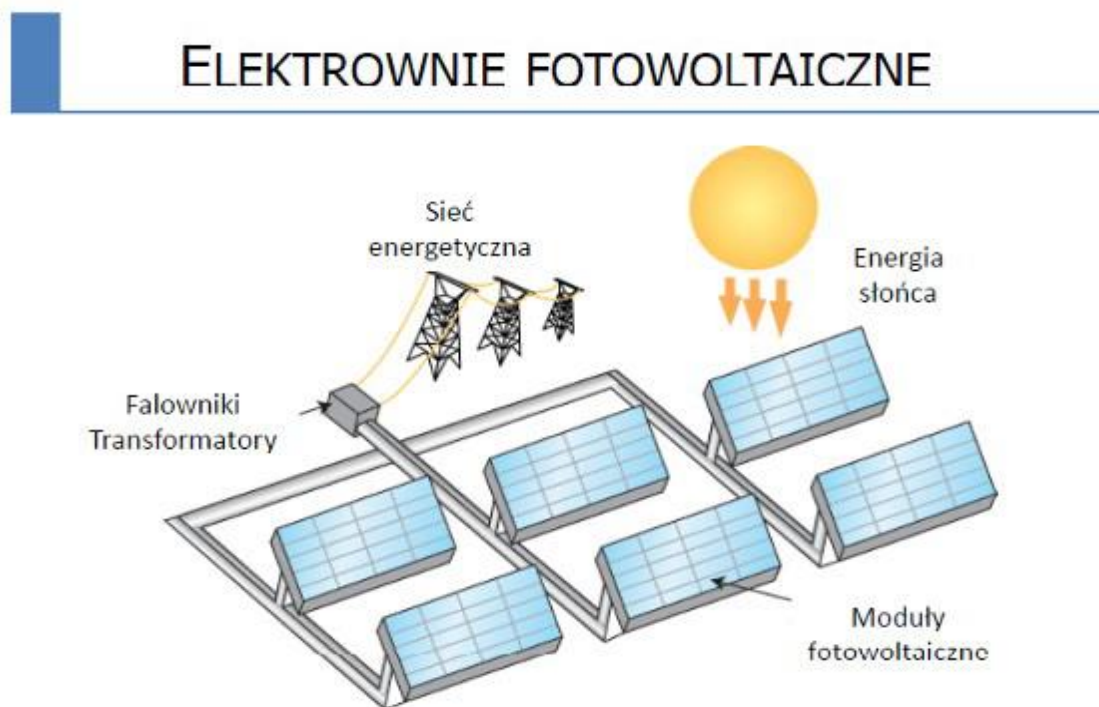 ELEKTROWNIE FOTOWOLTAICZNE
Sieć
energetyczna
Energia
słońca
Falowniki
Transformatory
Moduły
fotowoltaiczne